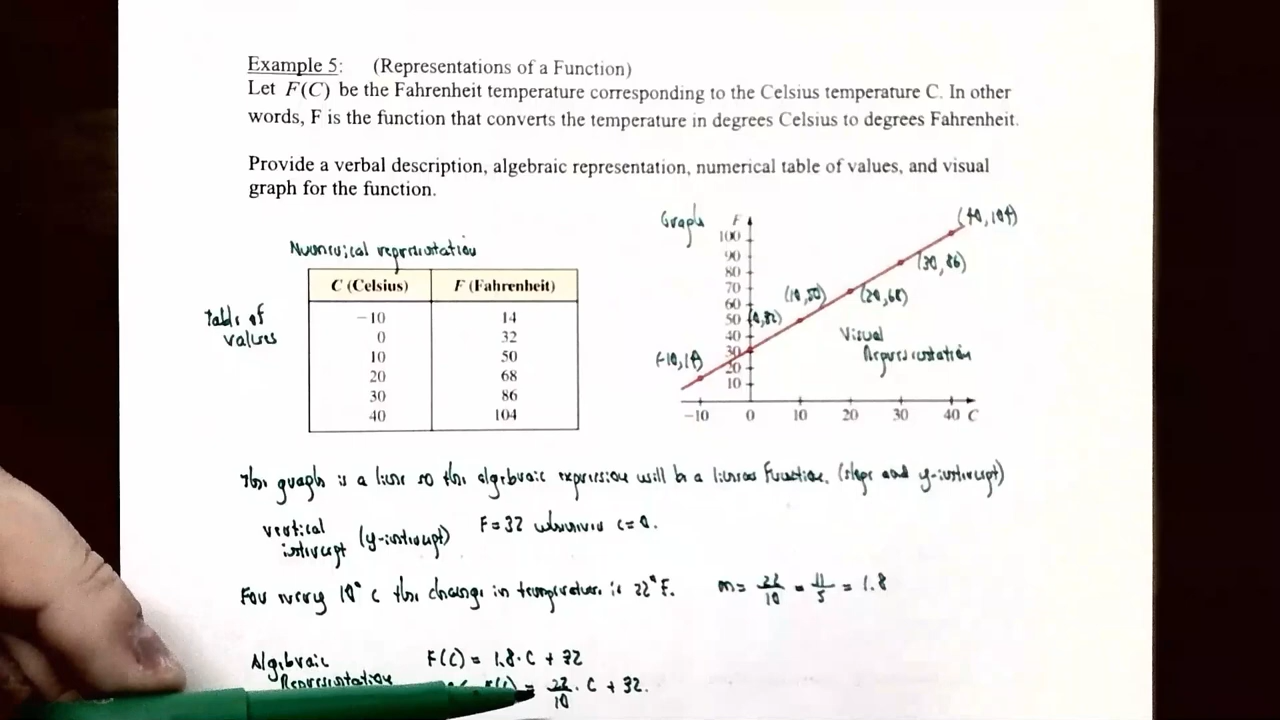 Example 5: (Representations of a Function)
Let F(C) be the Fahrenheit temperature corresponding to the Celsius temperature C. In other
words, F is the function that converts the temperature in degrees Celsius to degrees Fahrenheit.
Provide a verbal description, algebraic representation, numerical table of values, and visual
graph for the function.
Numerical representation
Table of
values
C (Celsius) F (Fahrenheit)
−10 14
0 32
10 50
20 68
30 86
40 104
Graph
F
100
90
80
70
60
50
40
30
20
10
−10 0 10 20 30 40 C
(40,104)
(30,86)
(20,68)
(10,50)
(0,32)
(-10,14)
Visual
Representation
This graph is a line so the algebraic expression will be a linear function. (slope and y-intercept)
vertical
intercept (y-intercept) F=32 whenever C=0.
For every 10° C the change in temperature is 22°F. m= 22/10 = 11/5 = 1.8
Algebraic
Representation
F(C) = 1.8·C + 32
= 22/10 · C + 32.